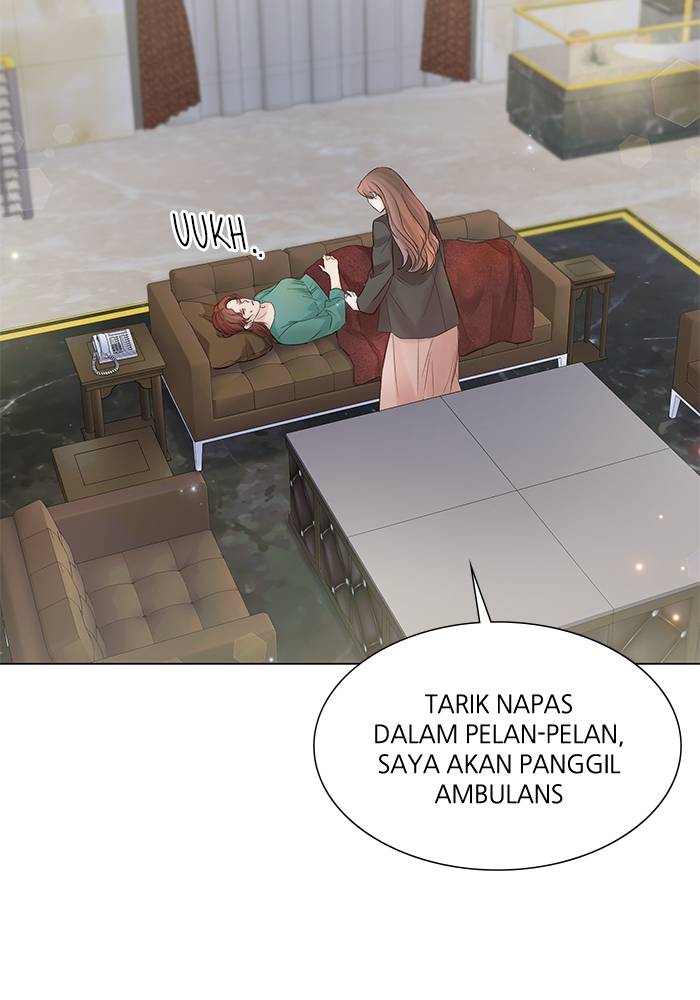 UUKH..
TARIK NAPAS
DALAM PELAN-PELAN,
SAYA AKAN PANGGIL
AMBULANS